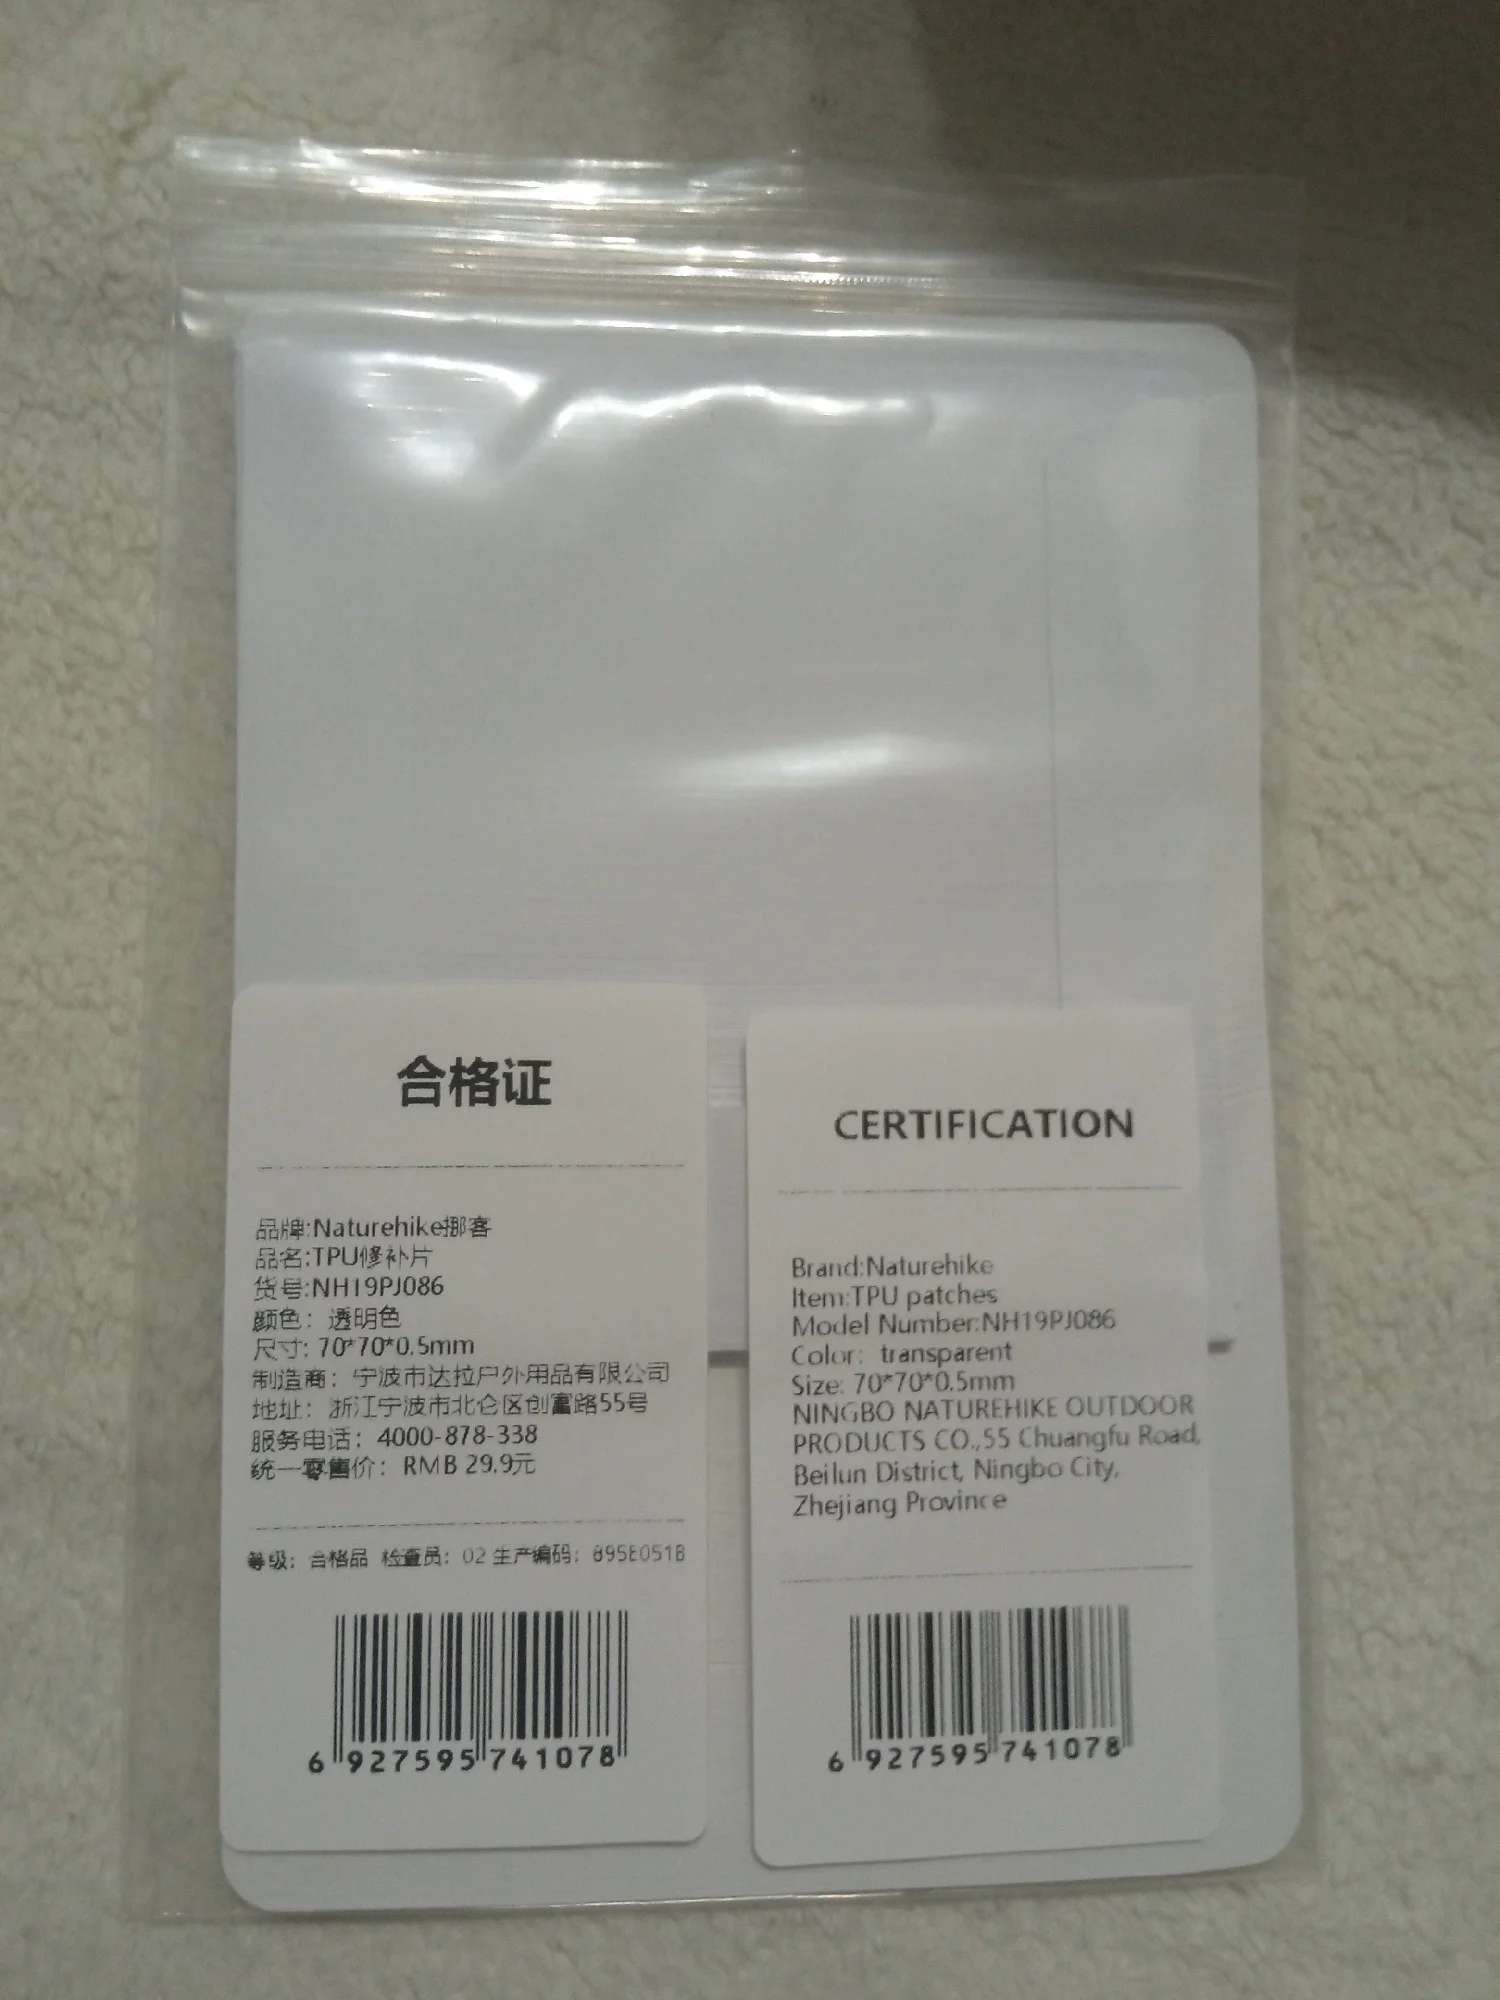 合格证
品牌:Naturehike挪客
品名:TPU修补片
货号:NH19PJ086
颜色：透明色
尺寸: 70*70*0.5mm
制造商：宁波市达拉户外用品有限公司
地址：浙江宁波市北仑区创富路55号
服务电话：4000-878-338
统一零售价：RMB 29.9元
等级：合格品 检查员：02 生产编码：895E051B
6 927595 741078
CERTIFICATION
Brand:Naturehike
Item:TPU patches
Model Number:NH19PJ086
Color：transparent
Size: 70*70*0.5mm
NINGBO NATUREHIKE OUTDOOR
PRODUCTS CO.,55 Chuangfu Road,
Beilun District, Ningbo City,
Zhejiang Province
6 927595 741078